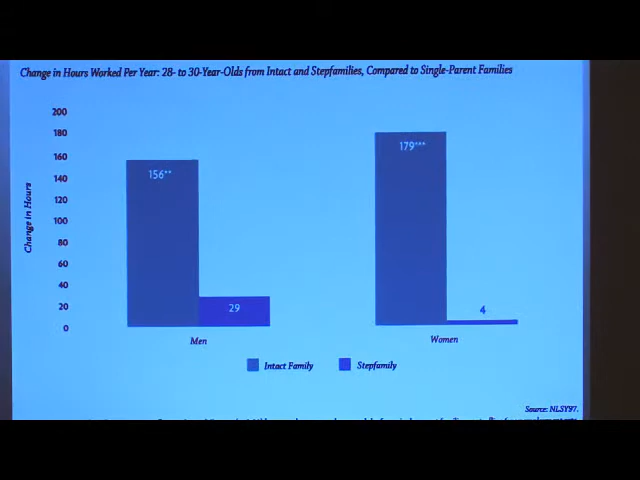 Change in Hours Worked Per Year: 28- to 30-Year-Olds from Intact and Stepfamilies, Compared to Single-Parent Families
200
180
160
140
120
100
80
60
40
20
0
Change in Hours
156**
29
179***
4
Men
Women
Intact Family
Stepfamily
Source: NLSY97.